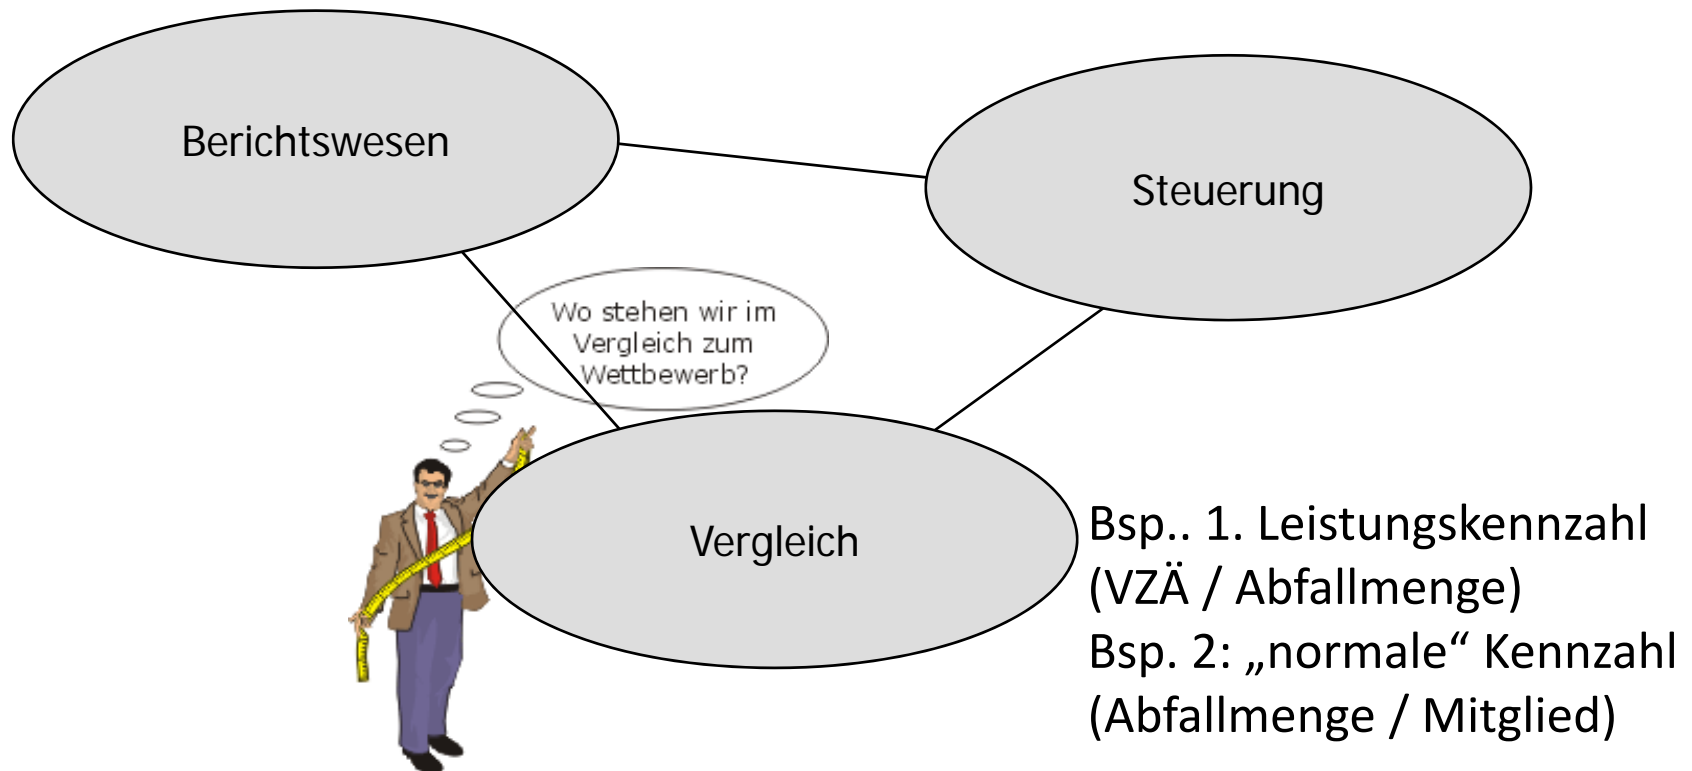 Berichtswesen
Steuerung
Wo stehen wir im
Vergleich zum
Wettbewerb?
Vergleich
Bsp.. 1. Leistungskennzahl
(VZÄ / Abfallmenge)
Bsp. 2: „normale“ Kennzahl
(Abfallmenge / Mitglied)